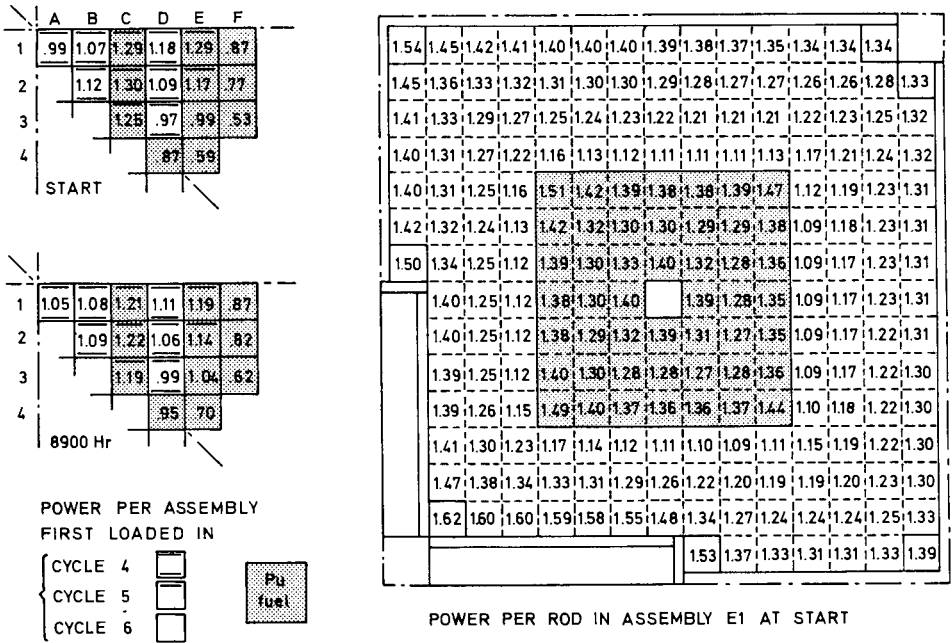 A B C D E F
1 .99 1.07 1.29 1.18 1.29 .87
2 1.12 1.30 1.09 1.17 .77
3 1.25 .97 .99 .53
4 .87 .59
START
1 1.05 1.08 1.21 1.11 1.19 .87
2 1.09 1.22 1.06 1.14 .82
3 1.19 .99 1.04 .62
4 .95 .70
8900 Hr
POWER PER ASSEMBLY
FIRST LOADED IN
CYCLE 4
CYCLE 5
CYCLE 6
Pu
fuel
1.54 1.45 1.42 1.41 1.40 1.40 1.40 1.39 1.38 1.37 1.35 1.34 1.34 1.34
1.45 1.36 1.33 1.32 1.31 1.30 1.30 1.29 1.28 1.27 1.27 1.26 1.26 1.28 1.33
1.41 1.33 1.29 1.27 1.25 1.24 1.23 1.22 1.21 1.21 1.21 1.22 1.23 1.25 1.32
1.40 1.31 1.27 1.22 1.16 1.13 1.12 1.11 1.11 1.11 1.13 1.17 1.21 1.24 1.32
1.40 1.31 1.25 1.16 1.51 1.42 1.39 1.38 1.38 1.39 1.47 1.12 1.19 1.23 1.31
1.42 1.32 1.24 1.13 1.42 1.32 1.30 1.30 1.29 1.29 1.38 1.09 1.18 1.23 1.31
1.50 1.34 1.25 1.12 1.39 1.30 1.33 1.40 1.32 1.28 1.36 1.09 1.17 1.23 1.31
1.40 1.25 1.12 1.38 1.30 1.40 1.39 1.28 1.35 1.09 1.17 1.23 1.31
1.40 1.25 1.12 1.38 1.29 1.32 1.39 1.31 1.27 1.35 1.09 1.17 1.22 1.31
1.39 1.25 1.12 1.40 1.30 1.28 1.28 1.27 1.28 1.36 1.09 1.17 1.22 1.30
1.39 1.26 1.15 1.49 1.40 1.37 1.36 1.36 1.37 1.44 1.10 1.18 1.22 1.30
1.41 1.30 1.23 1.17 1.14 1.12 1.11 1.10 1.09 1.11 1.15 1.19 1.22 1.30
1.47 1.38 1.34 1.33 1.31 1.29 1.26 1.22 1.20 1.19 1.19 1.20 1.23 1.30
1.62 1.60 1.60 1.59 1.58 1.55 1.48 1.34 1.27 1.24 1.24 1.24 1.25 1.33
1.53 1.37 1.33 1.31 1.31 1.33 1.39
POWER PER ROD IN ASSEMBLY E1 AT START